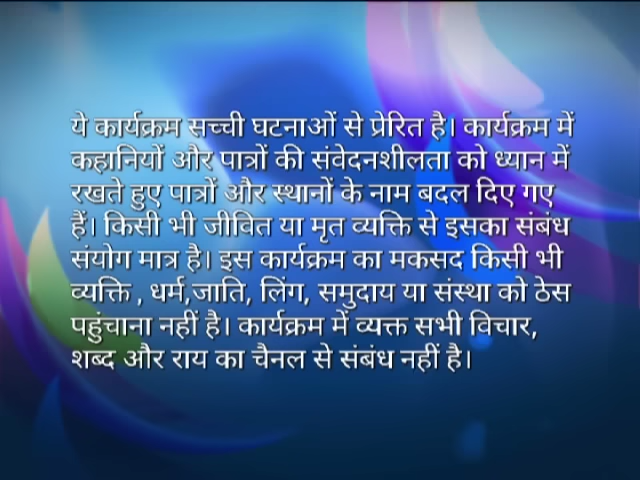 ये कार्यक्रम सच्ची घटनाओं से प्रेरित है। कार्यक्रम में
कहानियों और पात्रों की संवेदनशीलता को ध्यान में
रखते हुए पात्रों और स्थानों के नाम बदल दिए गए
हैं। किसी भी जीवित या मृत व्यक्ति से इसका संबंध
संयोग मात्र है। इस कार्यक्रम का मकसद किसी भी
व्यक्ति , धर्म,जाति, लिंग, समुदाय या संस्था को ठेस
पहुंचाना नहीं है। कार्यक्रम में व्यक्त सभी विचार,
शब्द और राय का चैनल से संबंध नहीं है।